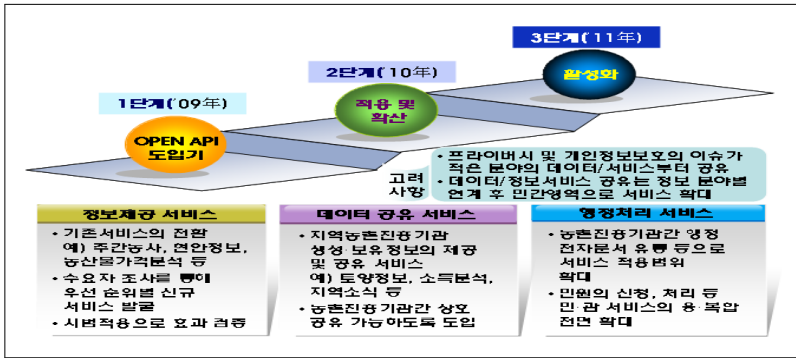 3단계('11年)
활성화
2단계('10年)
적용 및
확산
1단계('09年)
OPEN API
도입기
고려
사항
• 프라이버시 및 개인정보보호의 이슈가
적은 분야의 데이터/서비스부터 공유
• 데이터/정보서비스 공유는 정보 분야별
연계 후 민간영역으로 서비스 확대
정보제공 서비스
• 기존서비스의 전환
예) 주간농사, 현안정보,
농산물가격분석 등
• 수요자 조사를 통해
우선 순위별 신규
서비스 발굴
• 시범적용으로 효과 검증
데이터 공유 서비스
• 지역농촌진흥기관
생성·보유정보의 제공
및 공유 서비스
예) 토양정보, 소득분석,
지역소식 등
• 농촌진흥기관간 상호
공유 가능하도록 도입
행정처리 서비스
• 농촌진흥기관간 행정
전자문서 유통 등으로
서비스 적용범위
확대
• 민원의 신청, 처리 등
민·관 서비스의 융·복합
전면 확대